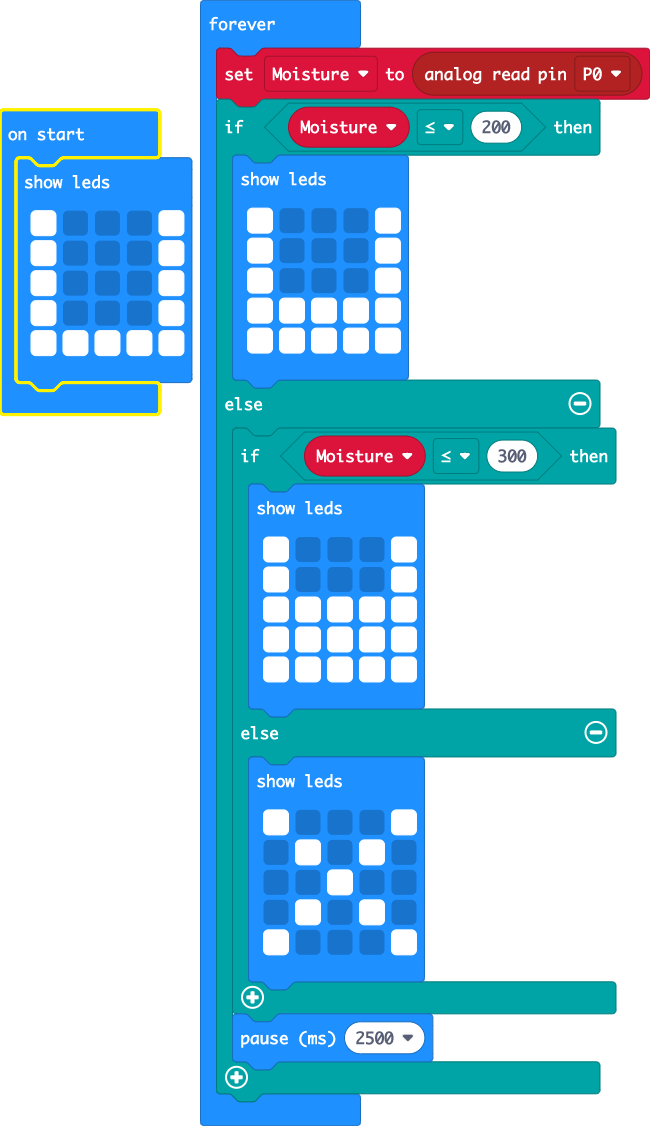 on start
show leds
forever
set Moisture to analog read pin P0
if Moisture ≤ 200 then
show leds
else
if Moisture ≤ 300 then
show leds
else
show leds
pause (ms) 2500